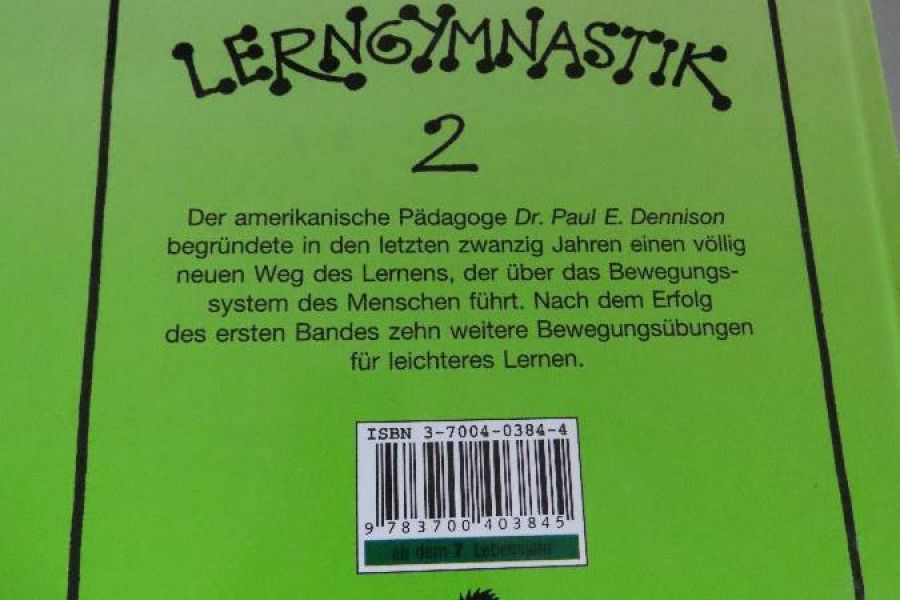 LERNGYMNASTIK
2
Der amerikanische Pädagoge Dr. Paul E. Dennison
begründete in den letzten zwanzig Jahren einen völlig
neuen Weg des Lernens, der über das Bewegungs-
system des Menschen führt. Nach dem Erfolg
des ersten Bandes zehn weitere Bewegungsübungen
für leichteres Lernen.
ISBN 3-7004-0384-4
9 783700 403845
ab dem 7. Lebensjahr